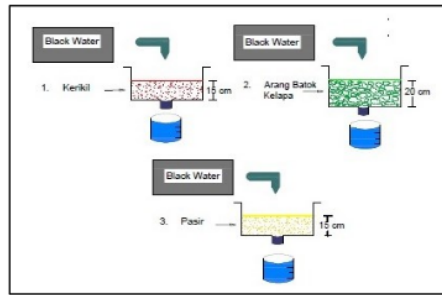 Black Water
1. Kerikil
15 cm
Black Water
2. Arang Batok
Kelapa
20 cm
Black Water
3. Pasir
15 cm